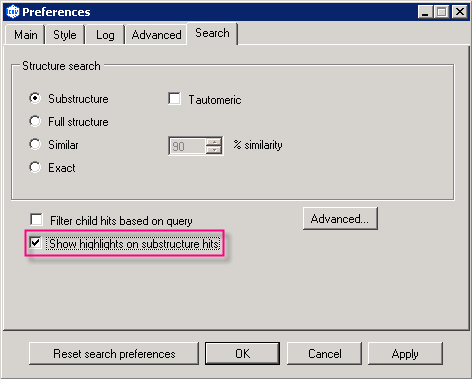 Preferences
Main Style Log Advanced Search
Structure search
Substructure Tautomeric
Full structure
Similar 90 % similarity
Exact
Filter child hits based on query Advanced...
Show highlights on substructure hits
Reset search preferences OK Cancel Apply